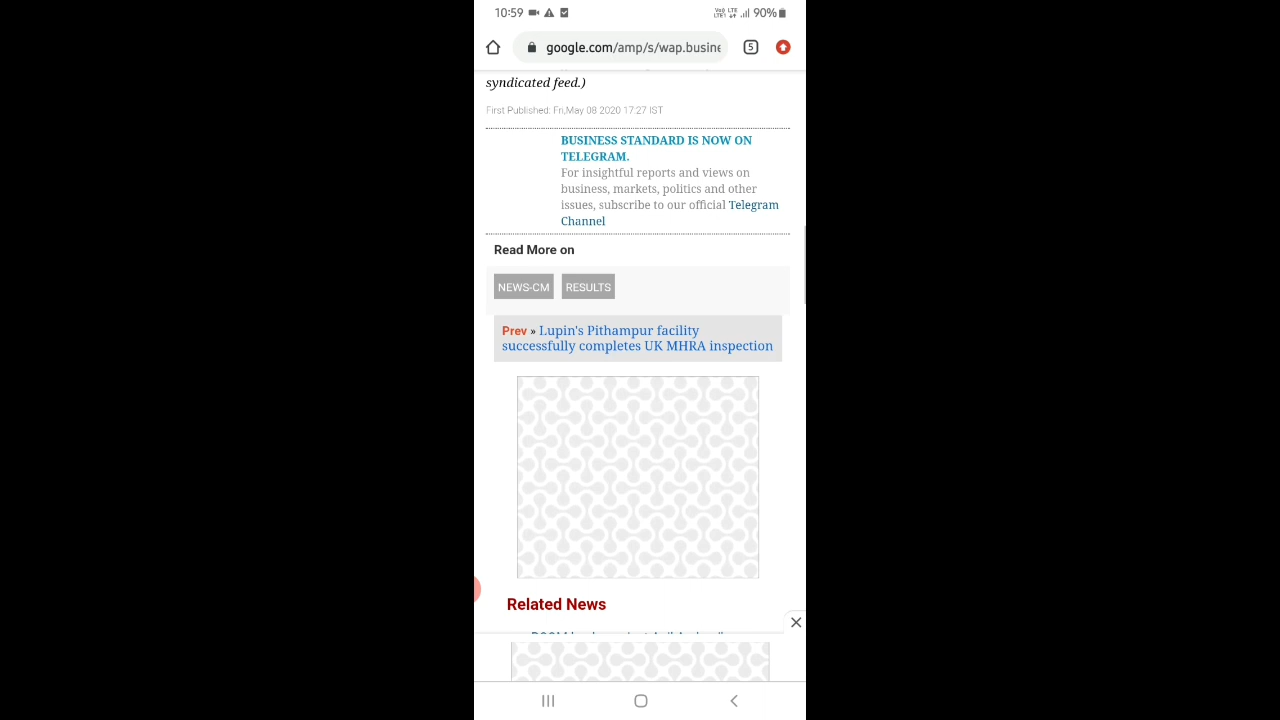 10:59
VoD LTE 90%
LTE1
google.com/amp/s/wap.busine
5
syndicated feed.)
First Published: Fri,May 08 2020 17:27 IST
BUSINESS STANDARD IS NOW ON
TELEGRAM.
For insightful reports and views on
business, markets, politics and other
issues, subscribe to our official Telegram
Channel
Read More on
NEWS-CM RESULTS
Prev » Lupin's Pithampur facility
successfully completes UK MHRA inspection
Related News